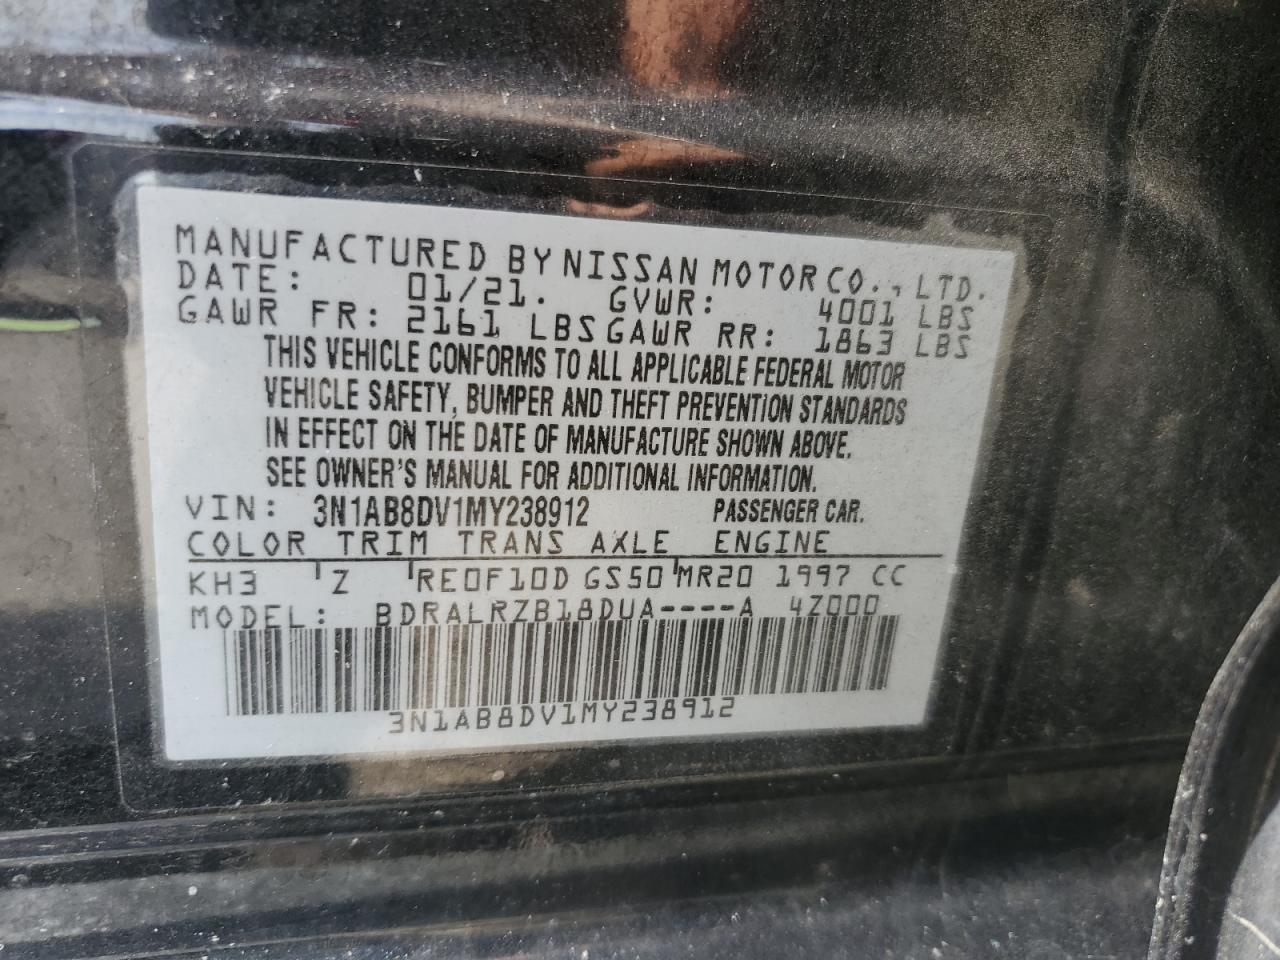 MANUFACTURED BY NISSAN MOTOR CO., LTD.
DATE: 01/21. GVWR: 4001 LBS
GAWR FR: 2161 LBS GAWR RR: 1863 LBS
THIS VEHICLE CONFORMS TO ALL APPLICABLE FEDERAL MOTOR
VEHICLE SAFETY, BUMPER AND THEFT PREVENTION STANDARDS
IN EFFECT ON THE DATE OF MANUFACTURE SHOWN ABOVE.
SEE OWNER'S MANUAL FOR ADDITIONAL INFORMATION.
VIN: 3N1AB8DV1MY238912 PASSENGER CAR.
COLOR TRIM TRANS AXLE ENGINE
KH3 Z RE0F10D GS50 MR20 1997 CC
MODEL: BDRALRZB18DUA----A 4Z000
3N1AB8DV1MY238912